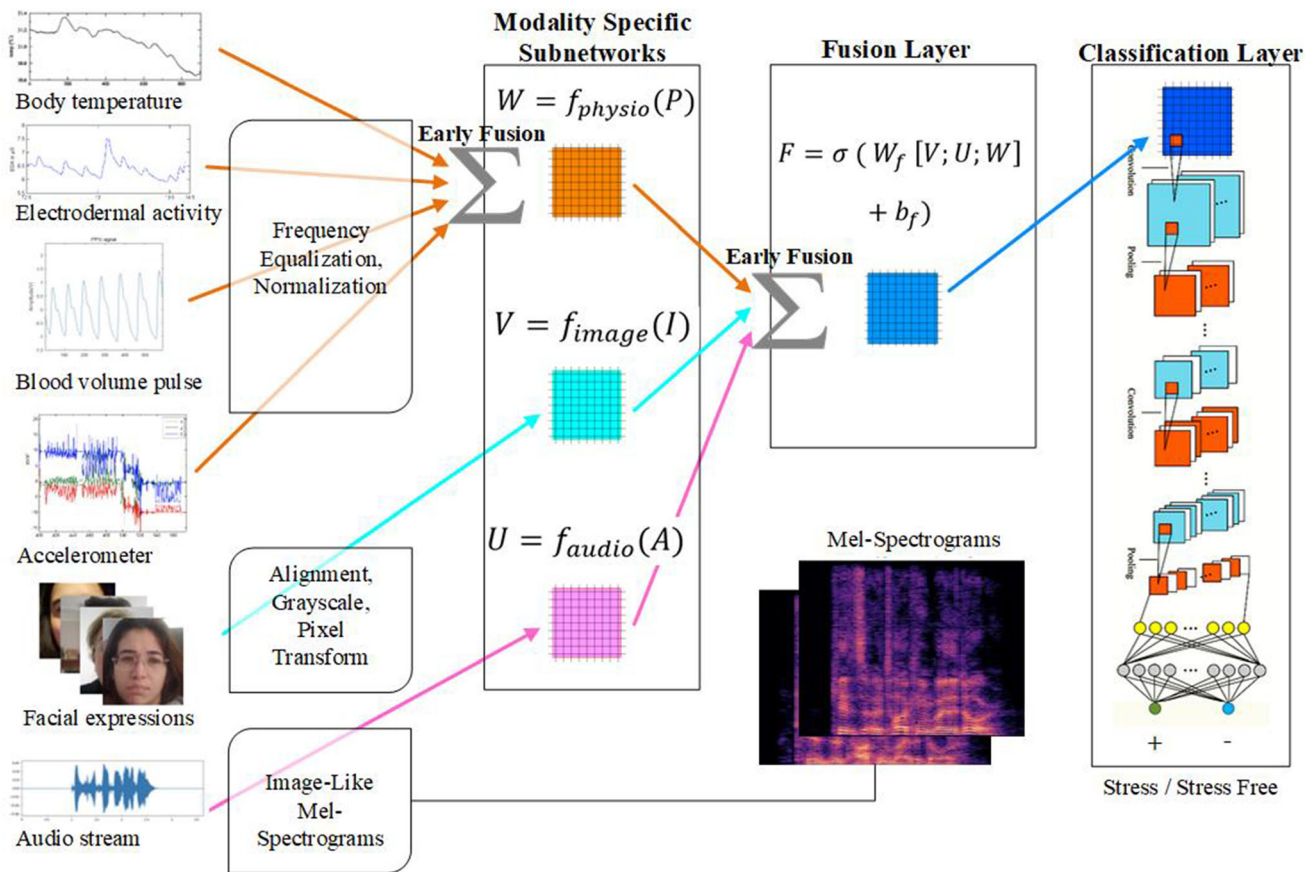 Modality Specific
Subnetworks
Fusion Layer
Classification Layer
Body temperature
Electrodermal activity
PPG signal
Blood volume pulse
Accelerometer
Facial expressions
Audio stream
Frequency
Equalization,
Normalization
Alignment,
Grayscale,
Pixel
Transform
Image-Like
Mel-
Spectrograms
Early Fusion
∑
W = f_physio(P)
V = f_image(I)
U = f_audio(A)
Early Fusion
∑
F = σ ( W_f [V; U; W]
+ b_f)
Mel-Spectrograms
Convolution
Pooling
Convolution
Pooling
+ -
Stress / Stress Free